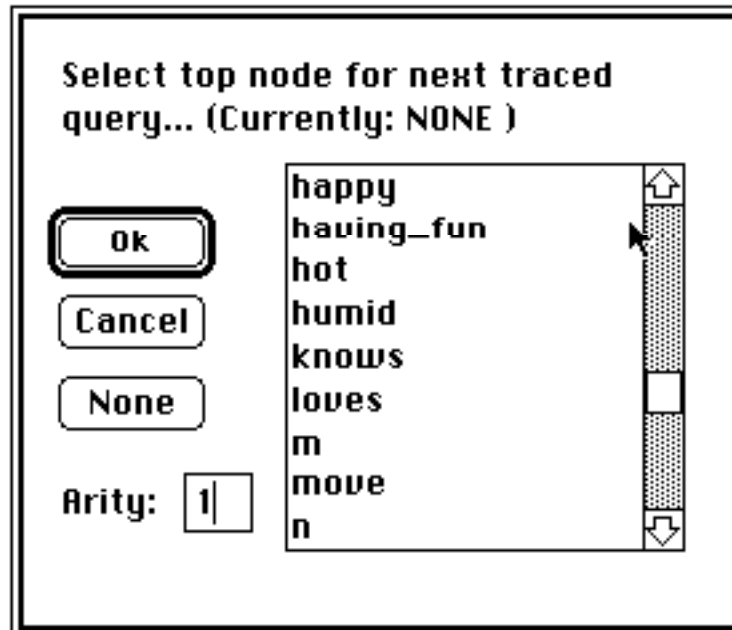 Select top node for next traced
query... (Currently: NONE )
Ok
Cancel
None
Arity: 1
happy
having_fun
hot
humid
knows
loves
m
move
n